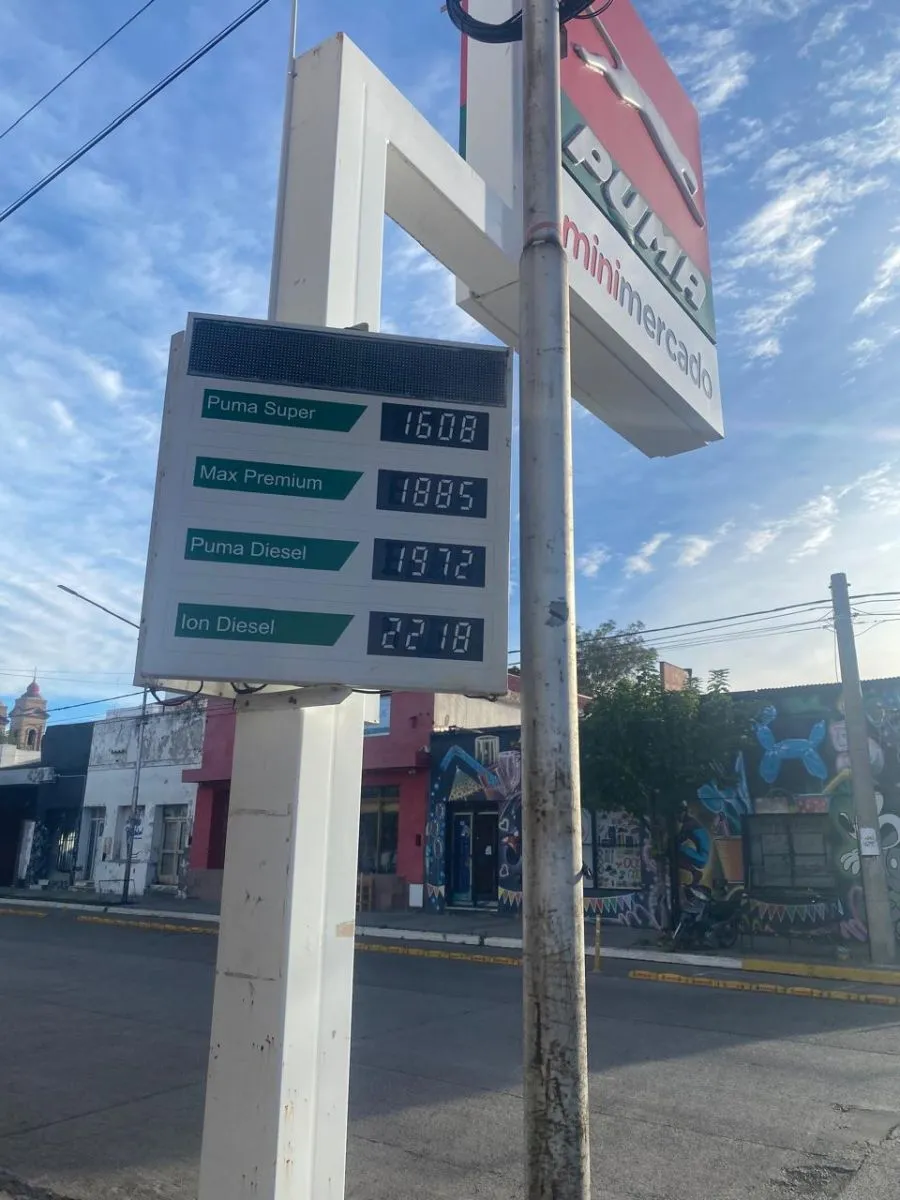 PUMA
minimercado
Puma Super 1608
Max Premium 1885
Puma Diesel 1972
Ion Diesel 2218